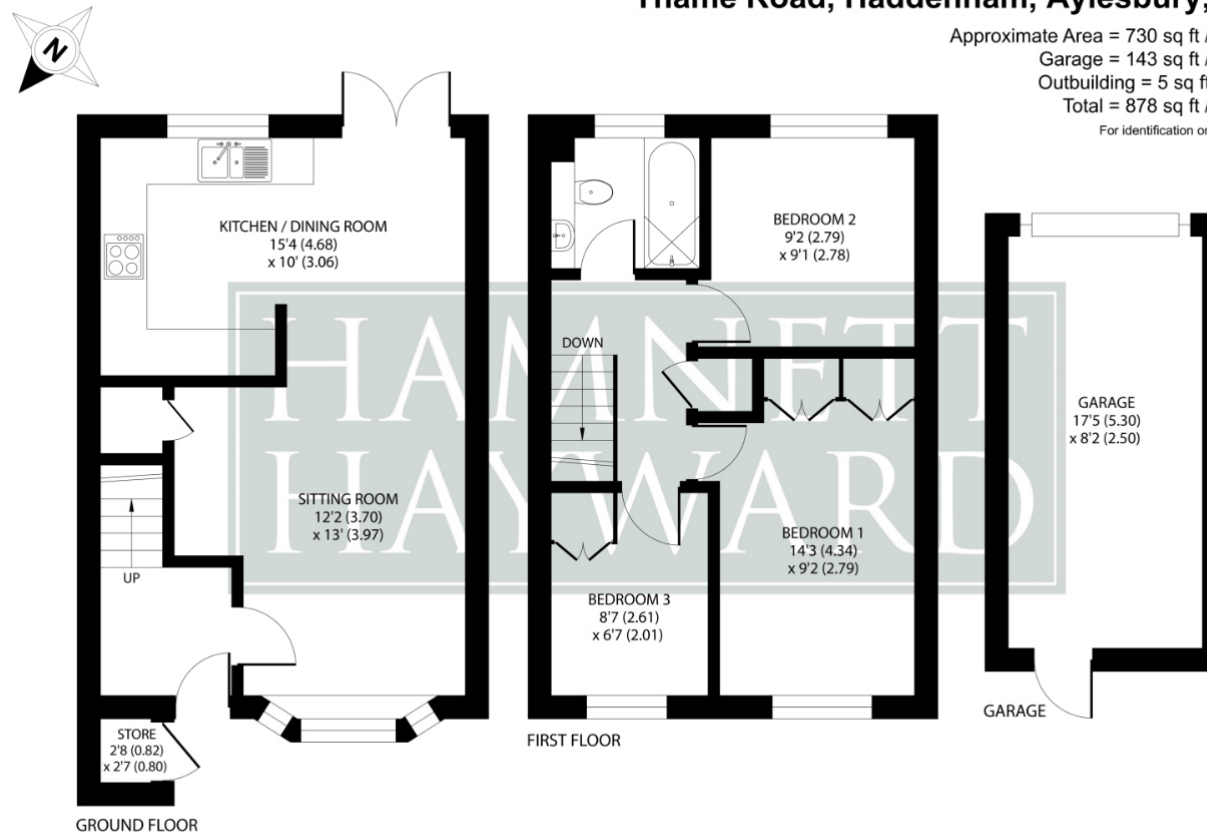 Thame Road, Haddenham, Aylesbury,
Approximate Area = 730 sq ft /
Garage = 143 sq ft /
Outbuilding = 5 sq ft
Total = 878 sq ft /
For identification
N
KITCHEN / DINING ROOM
15'4 (4.68)
x 10' (3.06)
SITTING ROOM
12'2 (3.70)
x 13' (3.97)
UP
STORE
2'8 (0.82)
x 2'7 (0.80)
GROUND FLOOR
BEDROOM 2
9'2 (2.79)
x 9'1 (2.78)
DOWN
BEDROOM 1
14'3 (4.34)
x 9'2 (2.79)
BEDROOM 3
8'7 (2.61)
x 6'7 (2.01)
FIRST FLOOR
GARAGE
17'5 (5.30)
x 8'2 (2.50)
GARAGE
HAMNETT
HAYWARD